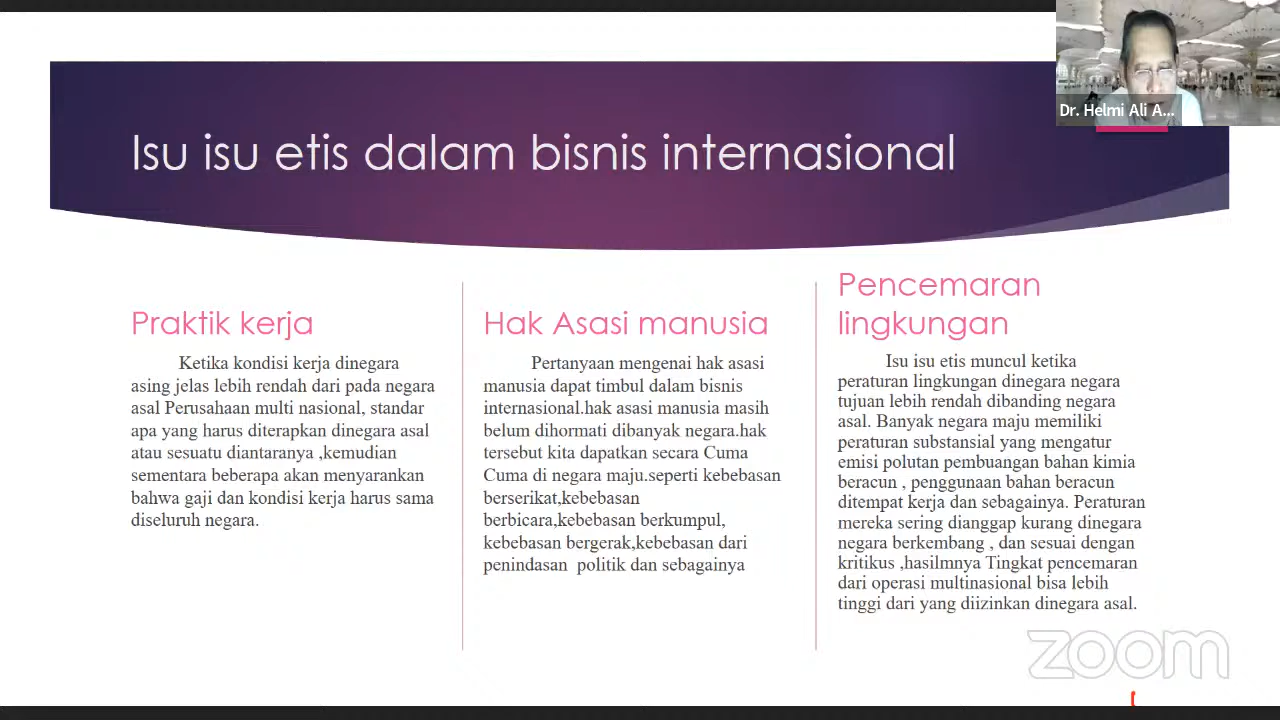 Dr. Helmi Ali A...
Isu isu etis dalam bisnis internasional
Praktik kerja
Ketika kondisi kerja dinegara
asing jelas lebih rendah dari pada negara
asal Perusahaan multi nasional, standar
apa yang harus diterapkan dinegara asal
atau sesuatu diantaranya ,kemudian
sementara beberapa akan menyarankan
bahwa gaji dan kondisi kerja harus sama
diseluruh negara.
Hak Asasi manusia
Pertanyaan mengenai hak asasi
manusia dapat timbul dalam bisnis
internasional.hak asasi manusia masih
belum dihormati dibanyak negara.hak
tersebut kita dapatkan secara Cuma
Cuma di negara maju.seperti kebebasan
berserikat,kebebasan
berbicara,kebebasan berkumpul,
kebebasan bergerak,kebebasan dari
penindasan  politik dan sebagainya
Pencemaran
lingkungan
Isu isu etis muncul ketika
peraturan lingkungan dinegara negara
tujuan lebih rendah dibanding negara
asal. Banyak negara maju memiliki
peraturan substansial yang mengatur
emisi polutan pembuangan bahan kimia
beracun , penggunaan bahan beracun
ditempat kerja dan sebagainya. Peraturan
mereka sering dianggap kurang dinegara
negara berkembang , dan sesuai dengan
kritikus ,hasilmnya Tingkat pencemaran
dari operasi multinasional bisa lebih
tinggi dari yang diizinkan dinegara asal.
zoom